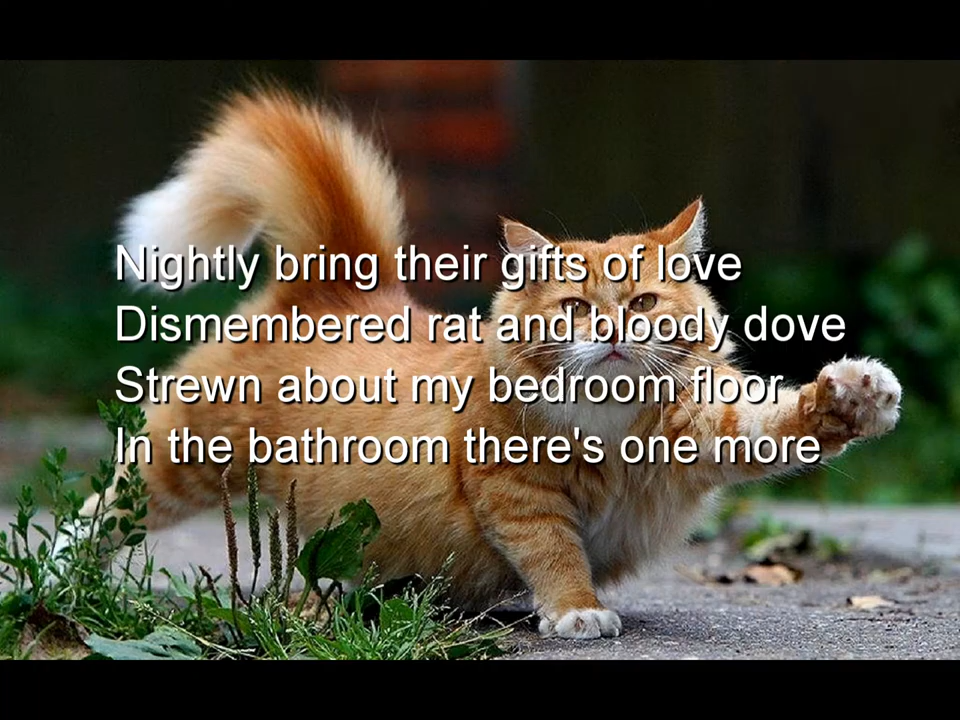 Nightly bring their gifts of love
Dismembered rat and bloody dove
Strewn about my bedroom floor
In the bathroom there's one more